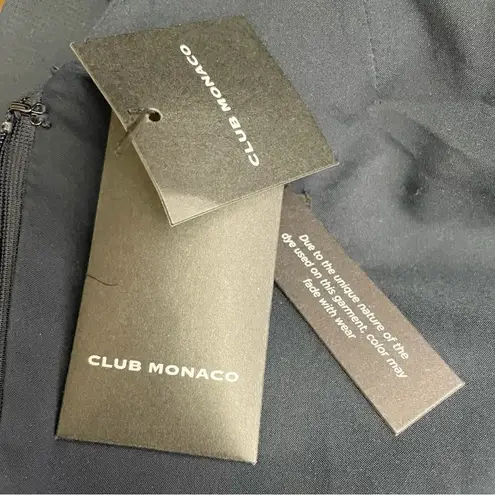 CLUB MONACO
CLUB MONACO
Due to the unique nature of the
dye used on this garment, color may
fade with wear